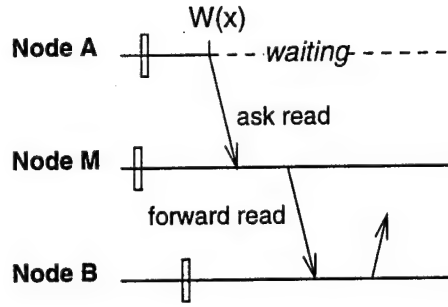 W(x)
Node A
waiting
ask read
Node M
forward read
Node B